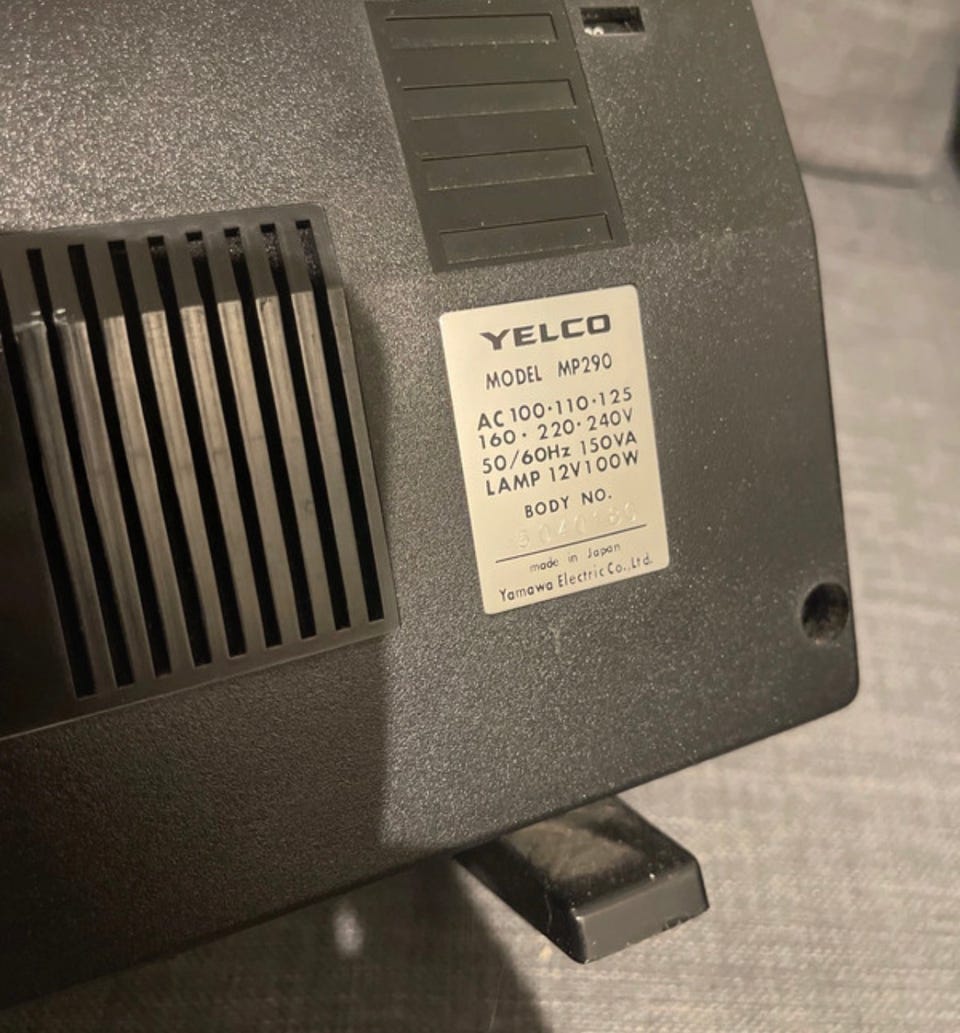 YELCO
MODEL MP290
AC 100·110·125
160·220·240V
50/60Hz 150VA
LAMP 12V100W
BODY NO.
made in Japan
Yamawa Electric Co.,Ltd.